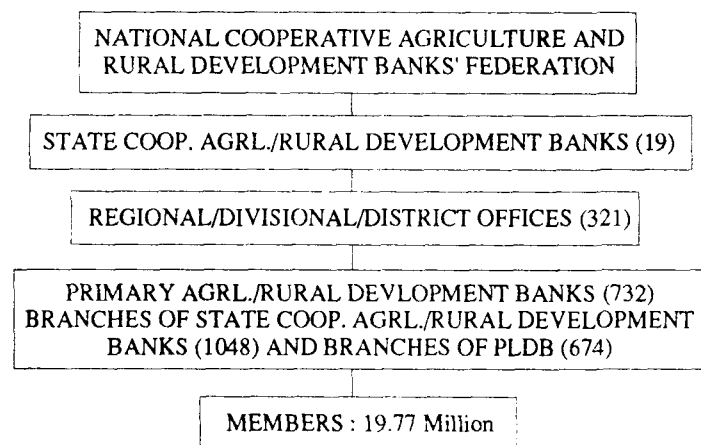 NATIONAL COOPERATIVE AGRICULTURE AND
RURAL DEVELOPMENT BANKS' FEDERATION
STATE COOP. AGRL./RURAL DEVELOPMENT BANKS (19)
REGIONAL/DIVISIONAL/DISTRICT OFFICES (321)
PRIMARY AGRL./RURAL DEVLOPMENT BANKS (732)
BRANCHES OF STATE COOP. AGRL./RURAL DEVELOPMENT
BANKS (1048) AND BRANCHES OF PLDB (674)
MEMBERS : 19.77 Million